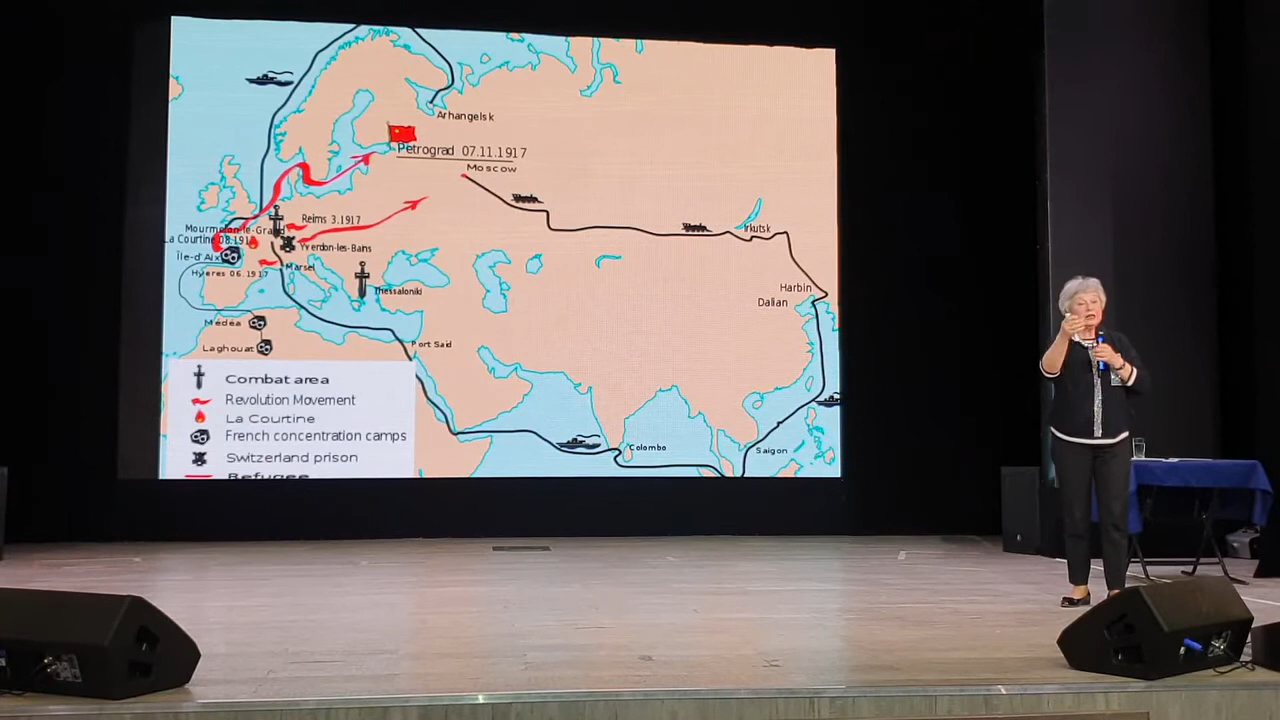 Arhangelsk
Petrograd 07.11.1917
Moscow
Reims 3.1917
Mourmelon-le-Grand
La Courtine 08.1917
Yverdon-les-Bains
Île-d'Aix
Marsel
Hyeres 06.1917
Thessaloniki
Irkutsk
Harbin
Dalian
Médéa
Laghouat
Port Said
Colombo
Saigon
Combat area
Revolution Movement
La Courtine
French concentration camps
Switzerland prison
Refugee